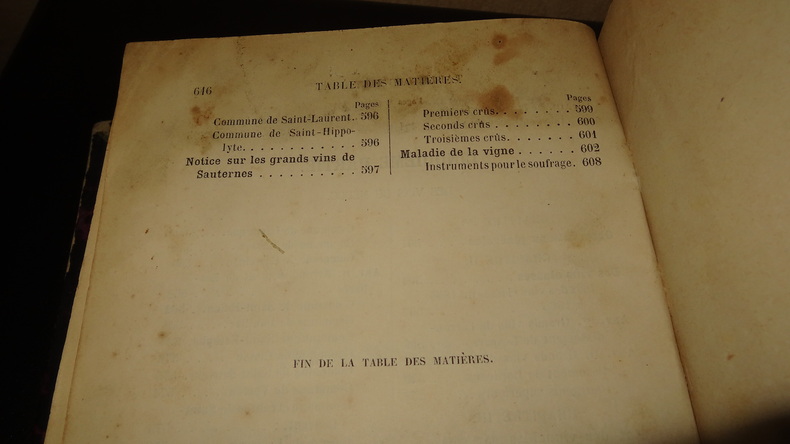 616
TABLE DES MATIÈRES.
Pages
Commune de Saint-Laurent. . 596
Commune de Saint-Hippo-
lyte. . . . . . . . . . . . 596
Notice sur les grands vins de
Sauternes . . . . . . . . . . 597
Pages
Premiers crûs. . . . . . . . 599
Seconds crûs . . . . . . . . 600
Troisièmes crûs. . . . . . . 601
Maladie de la vigne . . . . . . 602
Instruments pour le soufrage. 608
FIN DE LA TABLE DES MATIÈRES.